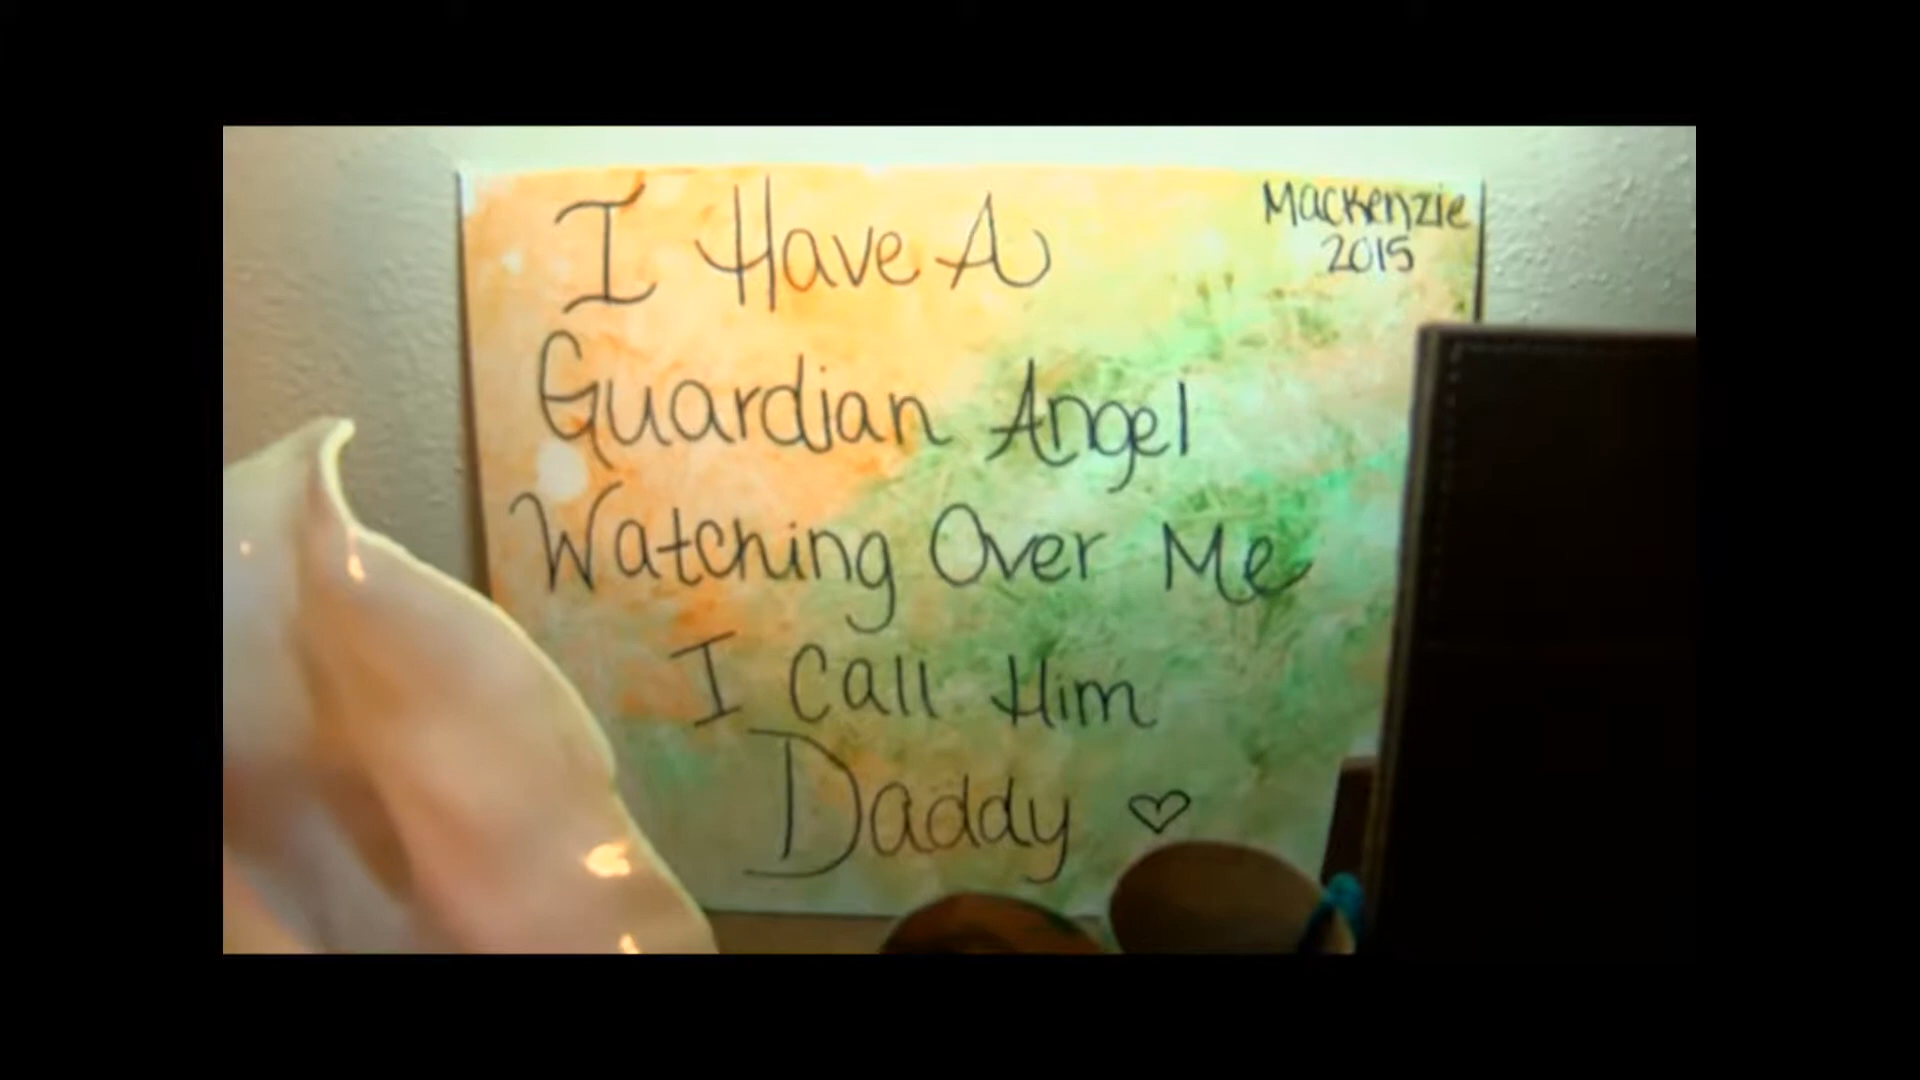 I Have A
Mackenzie
2015
Guardian Angel
Watching Over Me
I Call Him
Daddy ♡